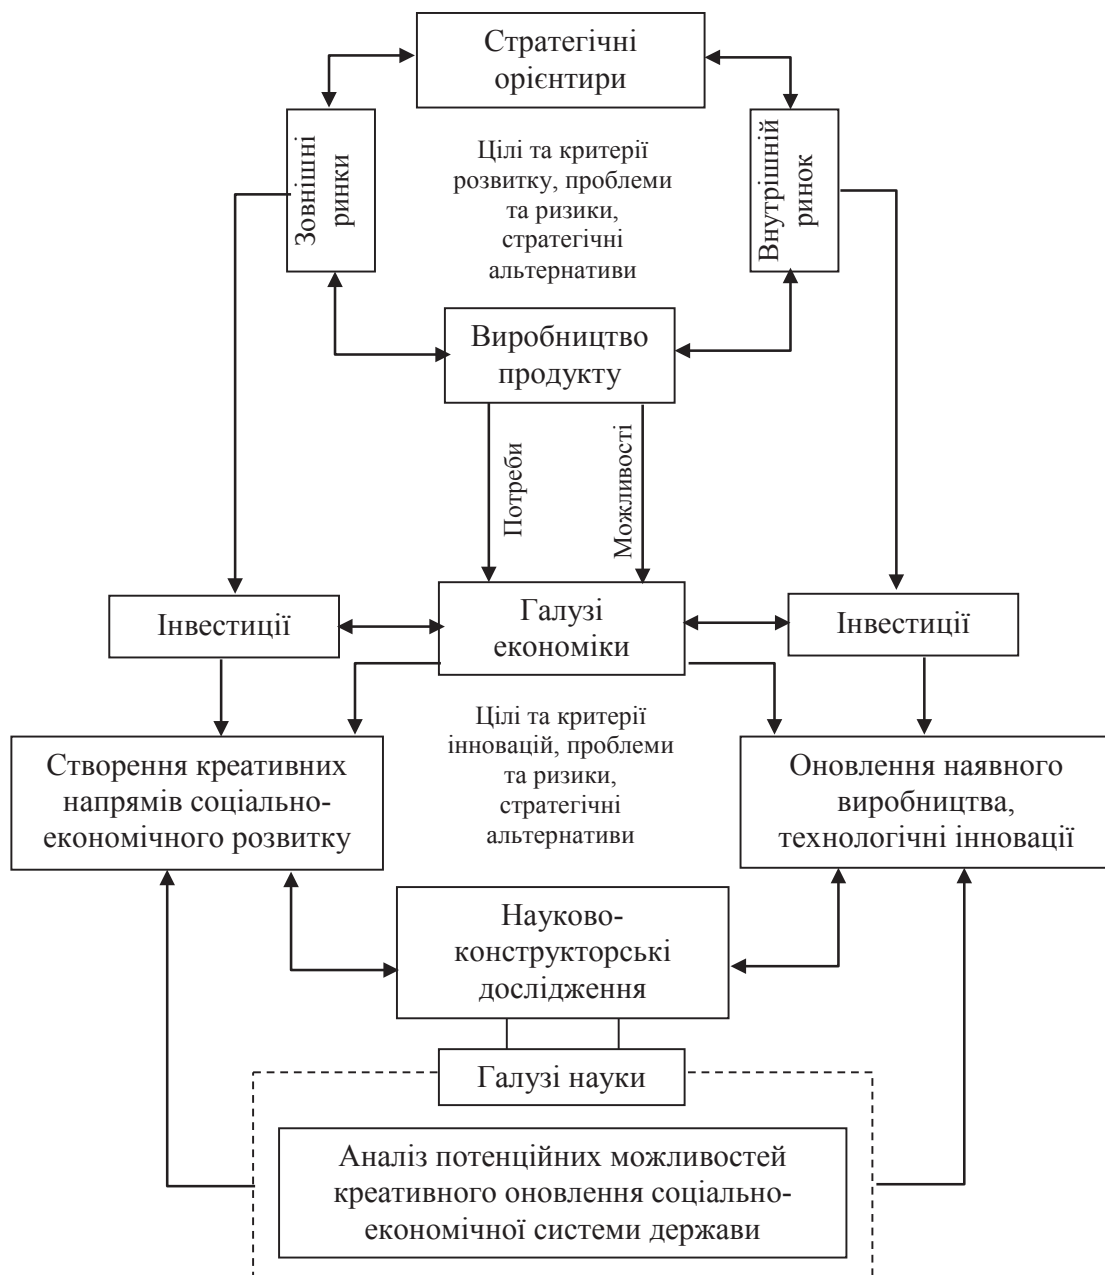 Стратегічні
орієнтири
Зовнішні
ринки
Цілі та критерії
розвитку, проблеми
та ризики,
стратегічні
альтернативи
Внутрішній
ринок
Виробництво
продукту
Потреби
Можливості
Інвестиції
Галузі
економіки
Інвестиції
Створення креативних
напрямів соціально-
економічного розвитку
Цілі та критерії
інновацій, проблеми
та ризики,
стратегічні
альтернативи
Оновлення наявного
виробництва,
технологічні інновації
Науково-
конструкторські
дослідження
Галузі науки
Аналіз потенційних можливостей
креативного оновлення соціально-
економічної системи держави